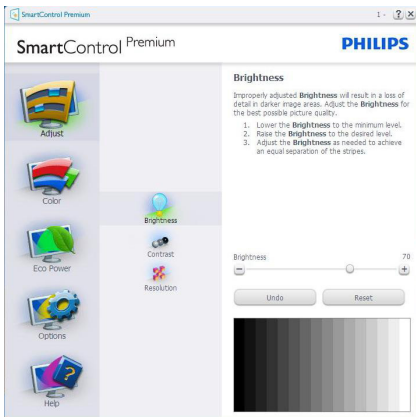 SmartControl Premium
1 - ? X
SmartControl Premium
PHILIPS
Adjust
Color
Eco Power
Options
Help
Brightness
Contrast
Resolution
Brightness
Improperly adjusted Brightness will result in a loss of
detail in darker image areas. Adjust the Brightness for
the best possible picture quality.
1. Lower the Brightness to the minimum level.
2. Raise the Brightness to the desired level.
3. Adjust the Brightness as needed to achieve
an equal separation of the stripes.
Brightness 70
Undo Reset